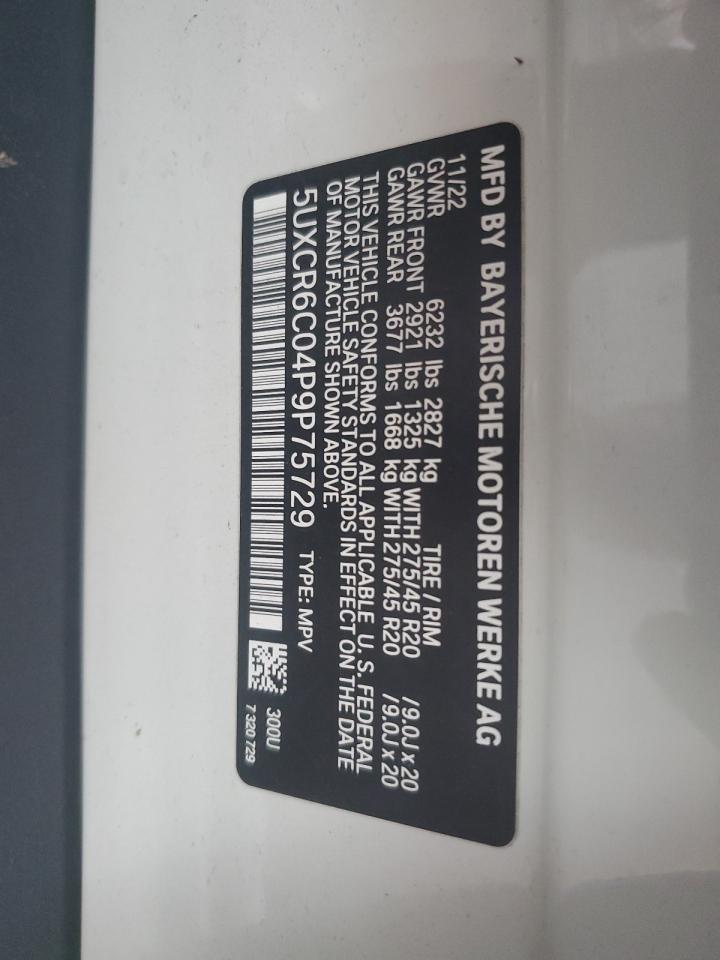 MFD BY BAYERISCHE MOTOREN WERKE AG
11/22 TIRE / RIM
GVWR 6232 lbs 2827 kg
GAWR FRONT 2921 lbs 1325 kg WITH 275/45 R20 /9.0J x 20
GAWR REAR 3677 lbs 1668 kg WITH 275/45 R20 /9.0J x 20
THIS VEHICLE CONFORMS TO ALL APPLICABLE U.S. FEDERAL
MOTOR VEHICLE SAFETY STANDARDS IN EFFECT ON THE DATE
OF MANUFACTURE SHOWN ABOVE.
5UXCR6C04P9P75729 TYPE: MPV
300U
7 320 729